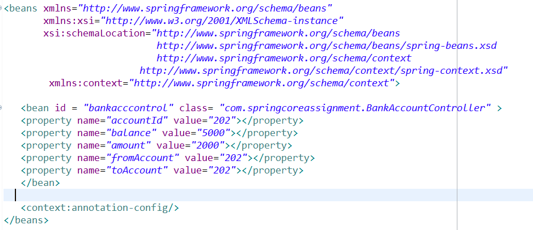 <beans xmlns="http://www.springframework.org/schema/beans"
xmlns:xsi="http://www.w3.org/2001/XMLSchema-instance"
xsi:schemaLocation="http://www.springframework.org/schema/beans
http://www.springframework.org/schema/beans/spring-beans.xsd
http://www.springframework.org/schema/context
http://www.springframework.org/schema/context/spring-context.xsd"
xmlns:context="http://www.springframework.org/schema/context">
<bean id = "bankacccontrol" class= "com.springcoreassignment.BankAccountController" >
<property name="accountId" value="202"></property>
<property name="balance" value="5000"></property>
<property name="amount" value="2000"></property>
<property name="fromAccount" value="202"></property>
<property name="toAccount" value="202"></property>
</bean>
<context:annotation-config/>
</beans>